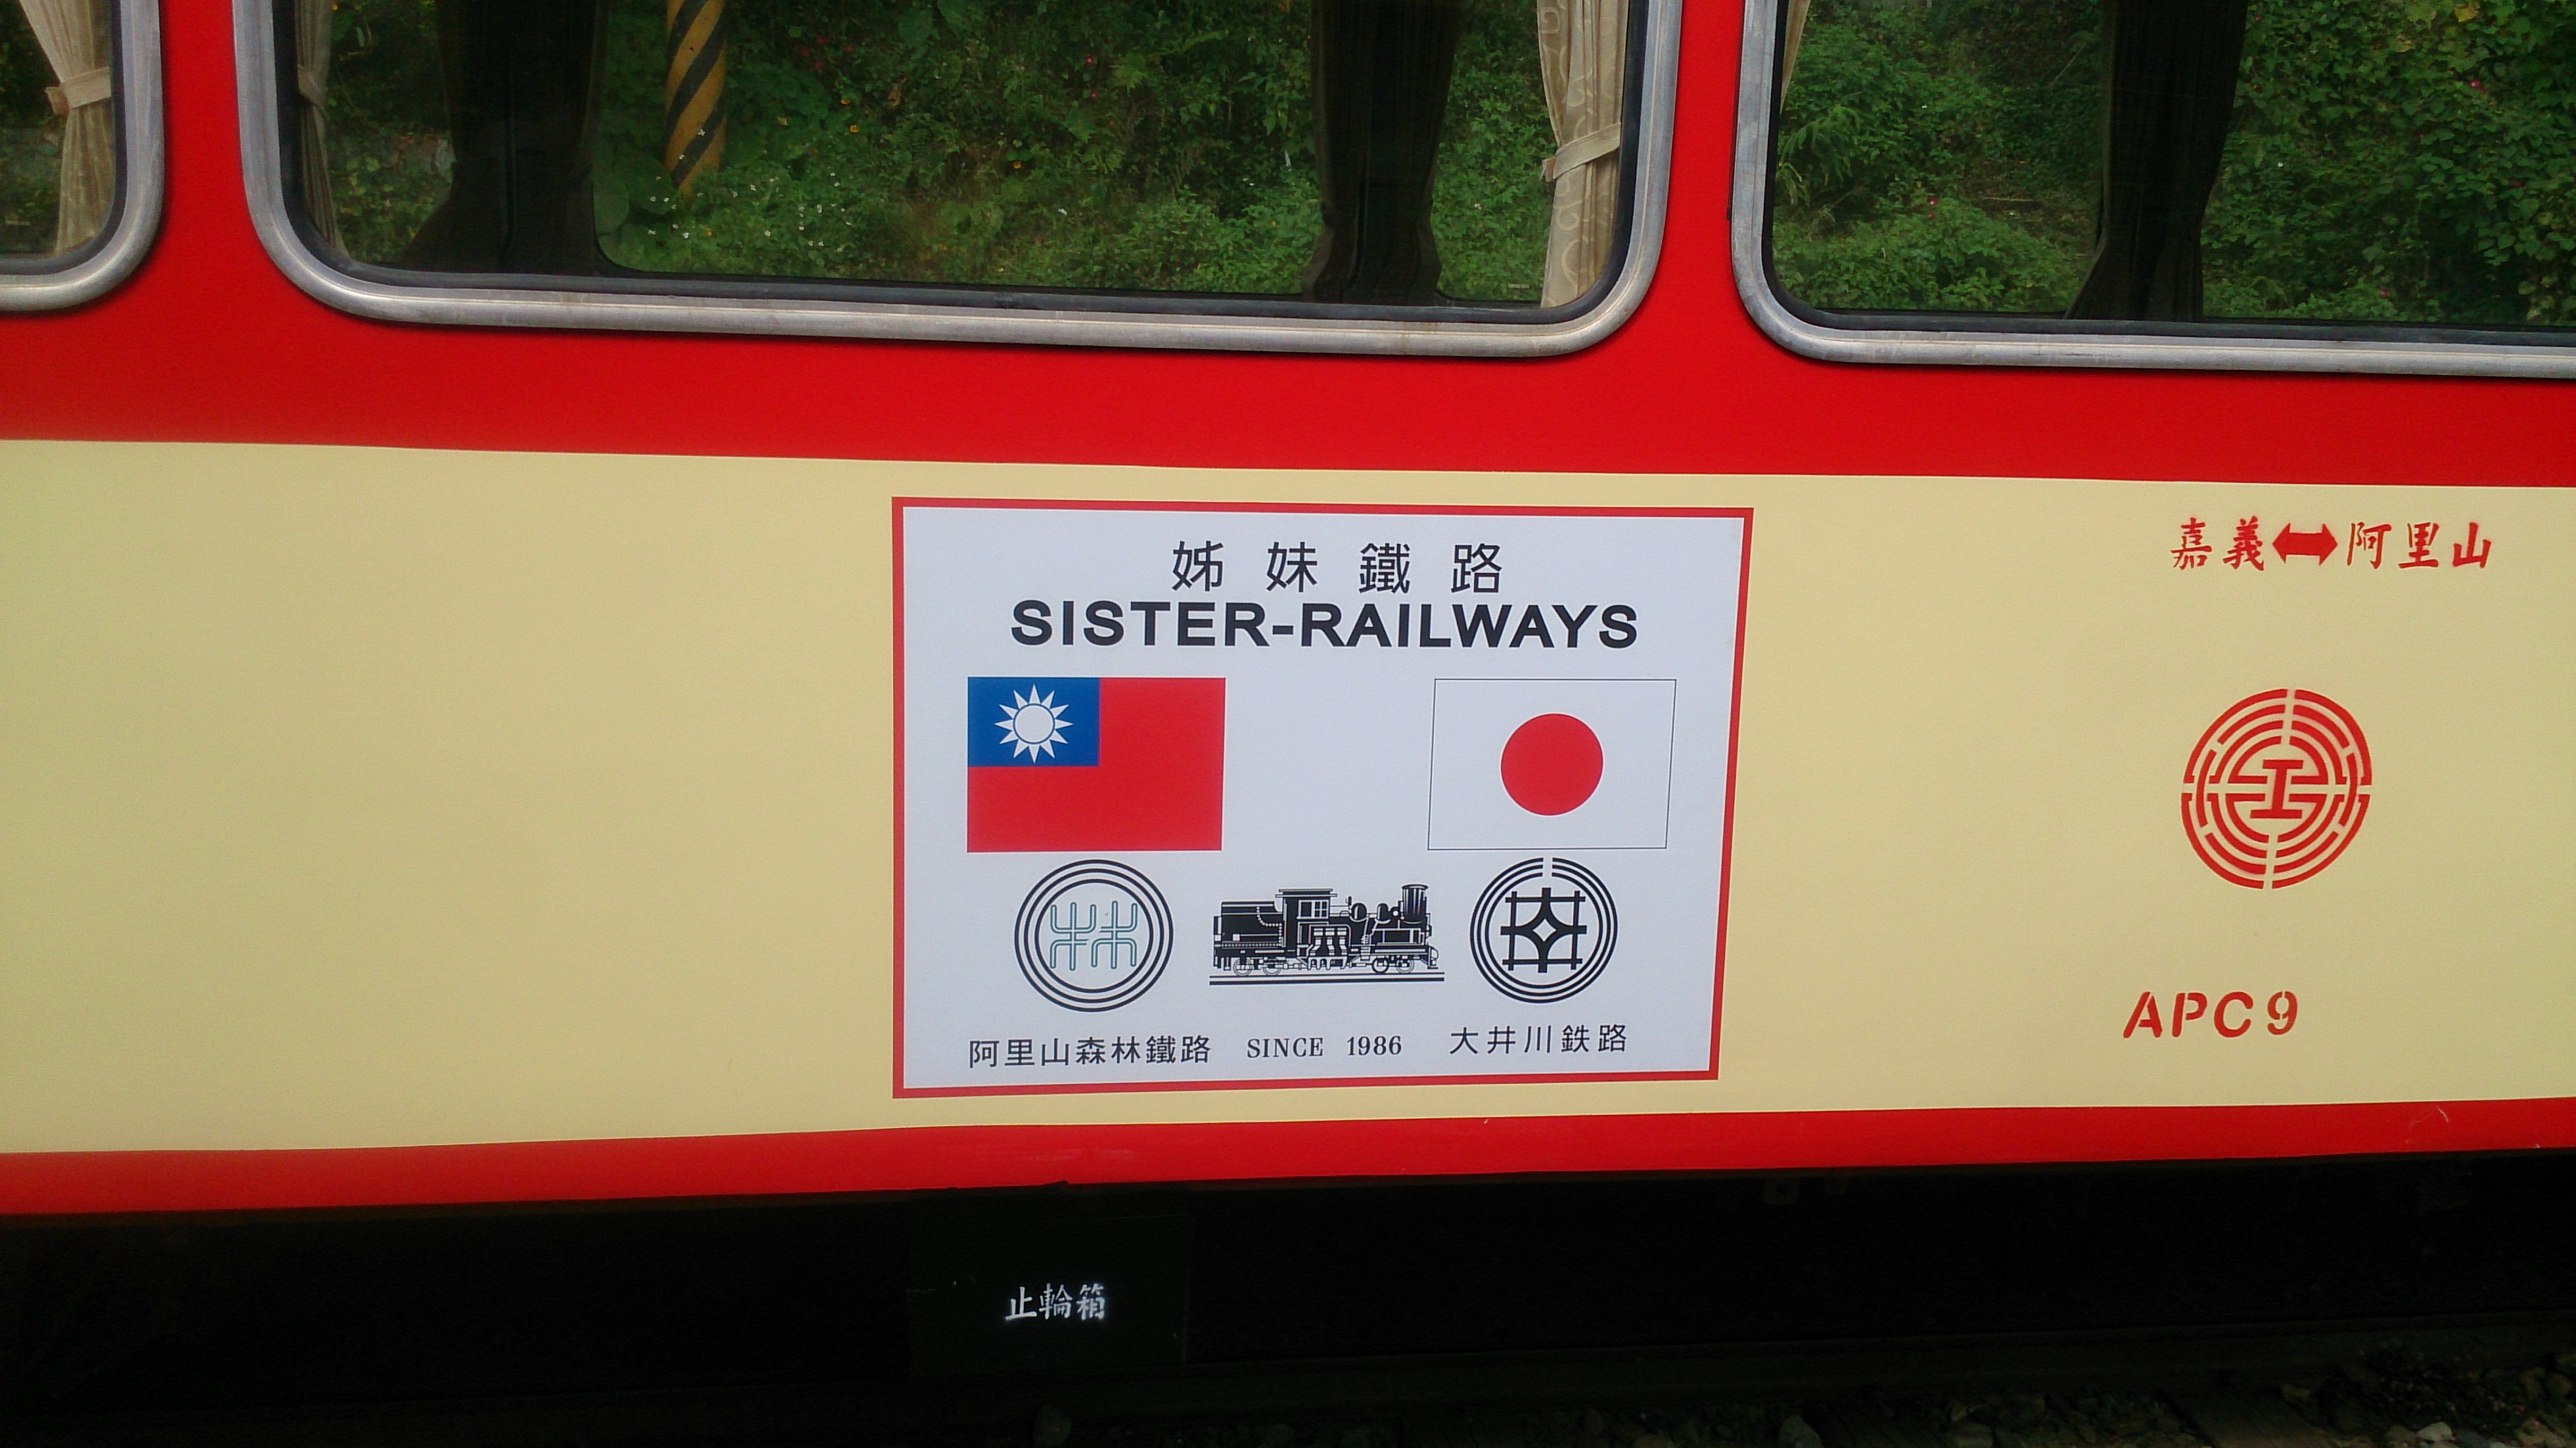 姊妹鐵路
SISTER-RAILWAYS
阿里山森林鐵路 SINCE 1986 大井川鉄路
嘉義⟷阿里山
APC9
止輪箱